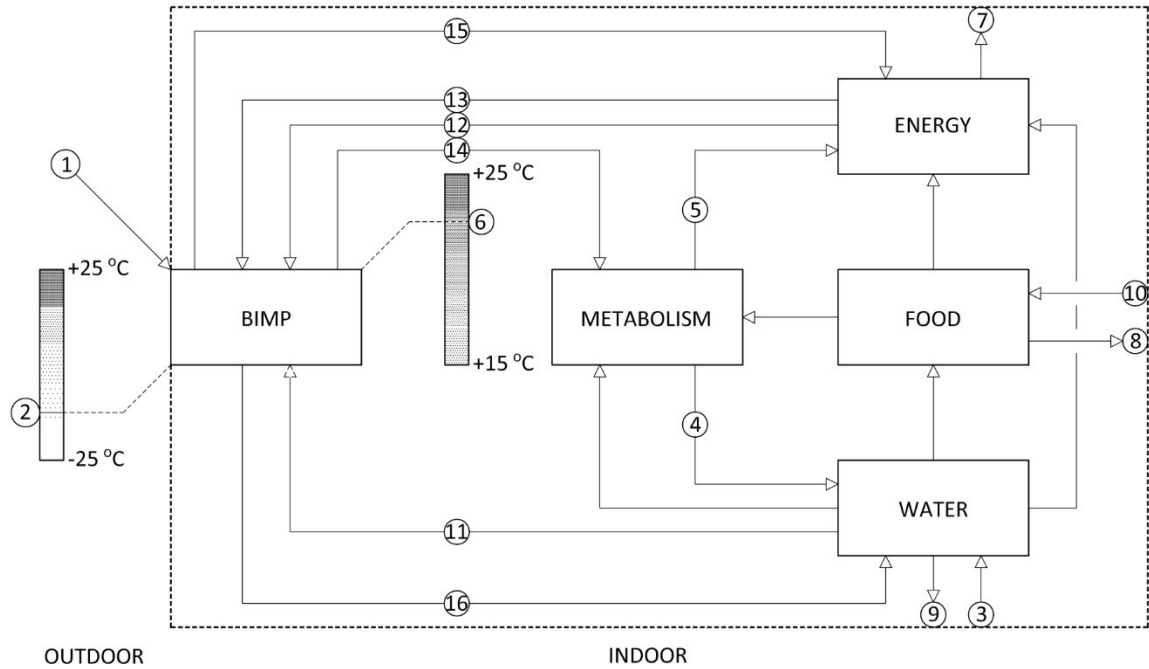 7
15
13
ENERGY
12
14
1
+25 °C
5
6
+25 °C
10
BIMP
METABOLISM
FOOD
8
+15 °C
2
4
-25 °C
WATER
11
16
9
3
OUTDOOR
INDOOR